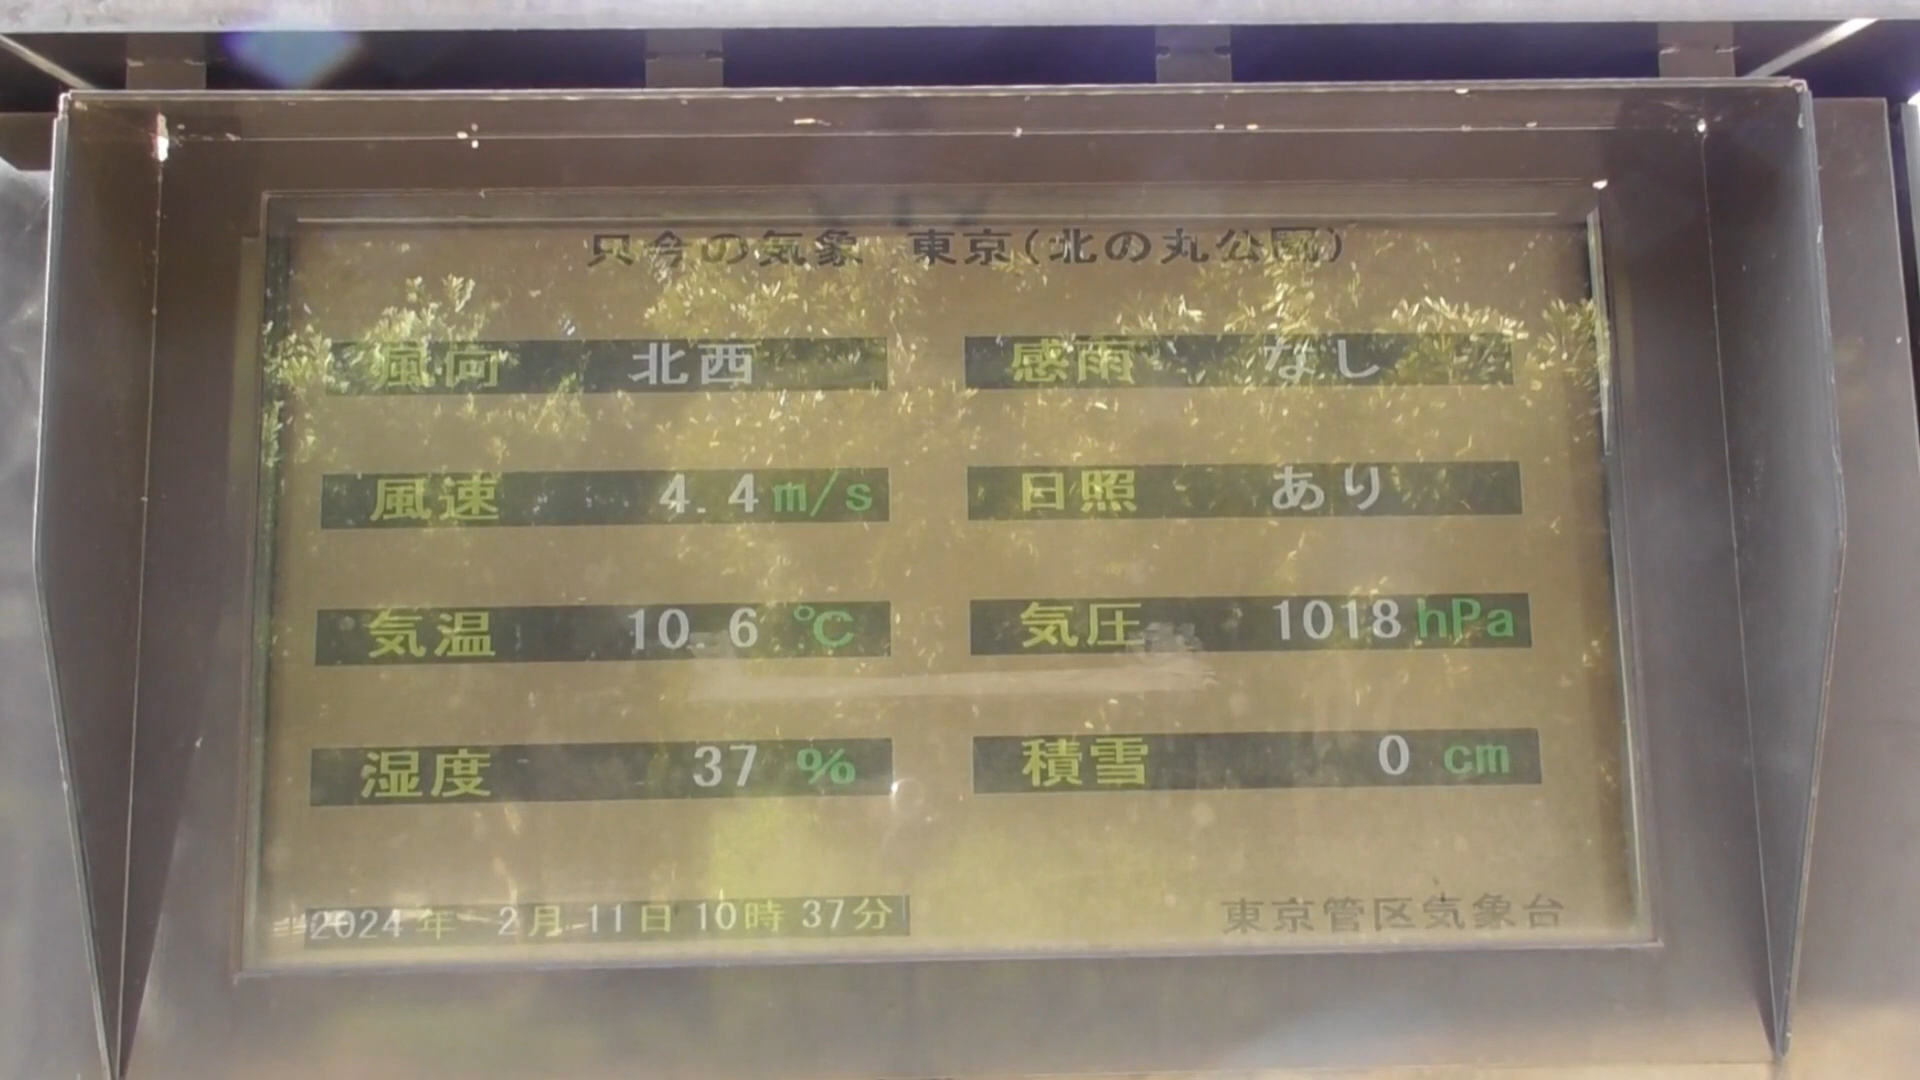 只今の気象 東京(北の丸公園)
風向 北西 感雨 なし
風速 4.4m/s 日照 あり
気温 10.6 ℃ 気圧 1018hPa
湿度 37 % 積雪 0 cm
2024年 2月11日10時37分 東京管区気象台